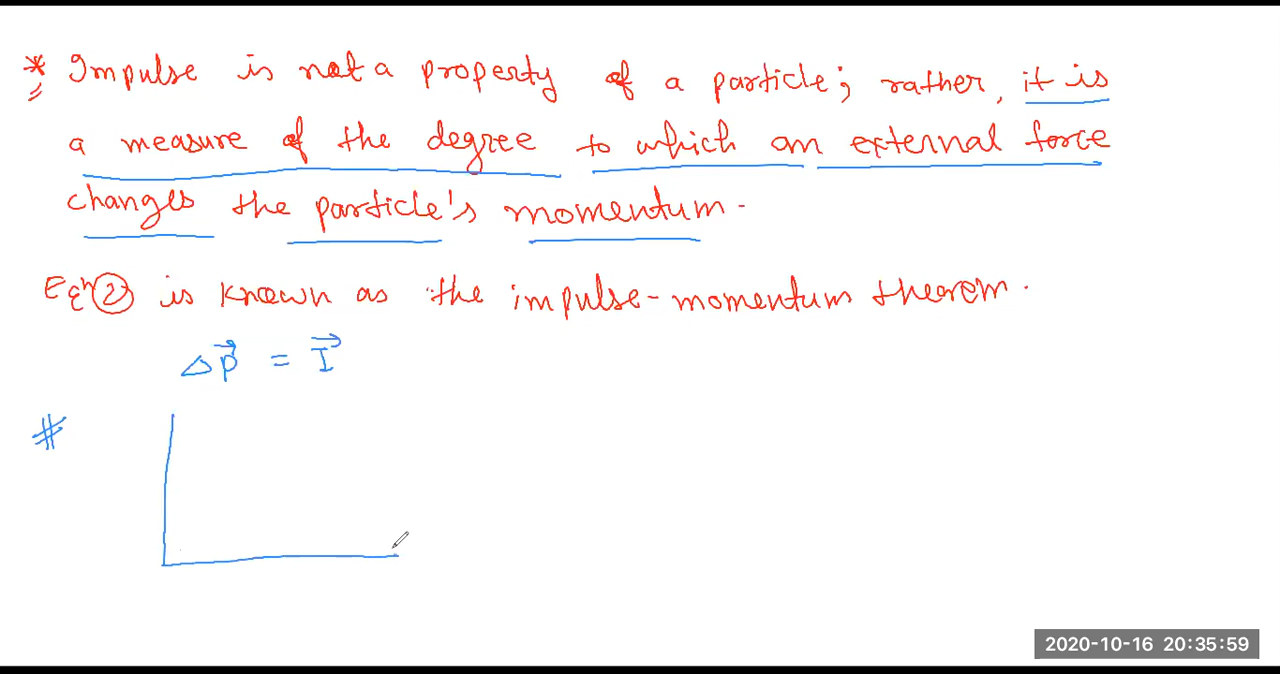 * Impulse is not a property of a particle; rather, it is
a measure of the degree to which an external force
changes the particle's momentum.
Eqⁿ ② is known as the impulse-momentum theorem.
Δp⃗ = I⃗
#
2020-10-16 20:35:59